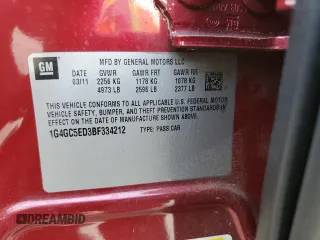 GM
MFD BY GENERAL MOTORS LLC
DATE GVWR GAWR FRT GAWR RR
03/11 2256 KG 1178 KG 1078 KG
4973 LB 2598 LB 2377 LB
THIS VEHICLE CONFORMS TO ALL APPLICABLE U.S. FEDERAL
MOTOR VEHICLE SAFETY, BUMPER, AND THEFT PREVENTION
STANDARDS IN EFFECT ON THE DATE OF MANUFACTURE
SHOWN ABOVE.
1G4GC5ED3BF334212 TYPE: PASS CAR
BIDAMBID